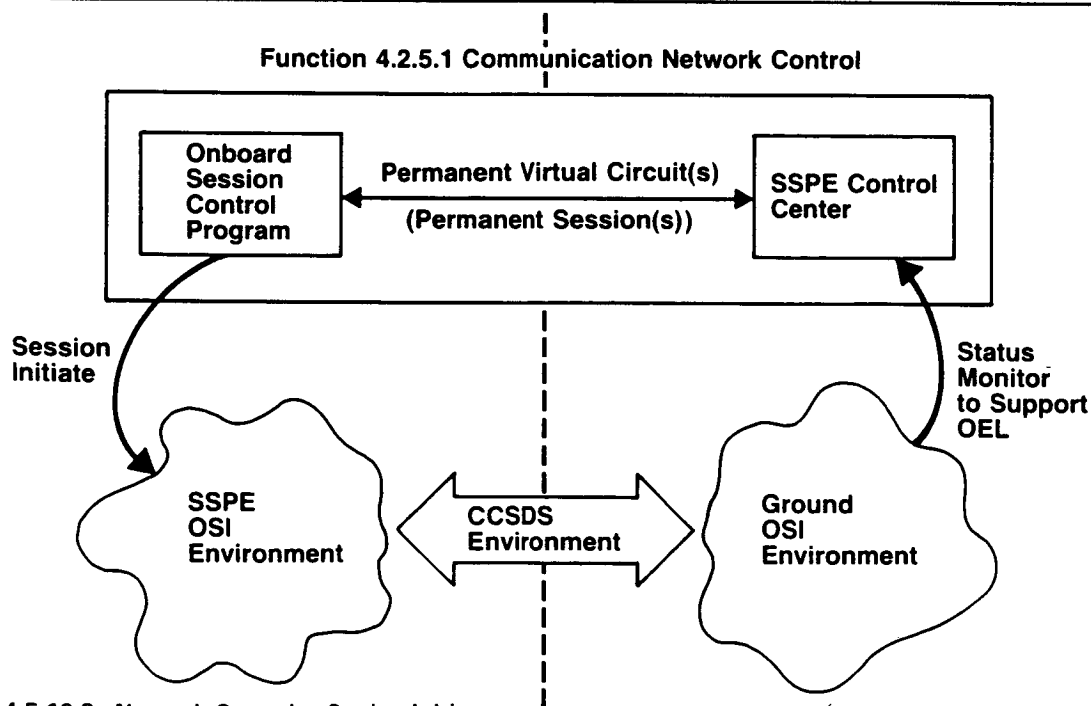 Function 4.2.5.1 Communication Network Control
Onboard
Session
Control
Program
Permanent Virtual Circuit(s)
(Permanent Session(s))
SSPE Control
Center
Session
Initiate
Status
Monitor
to Support
OEL
SSPE
OSI
Environment
CCSDS
Environment
Ground
OSI
Environment